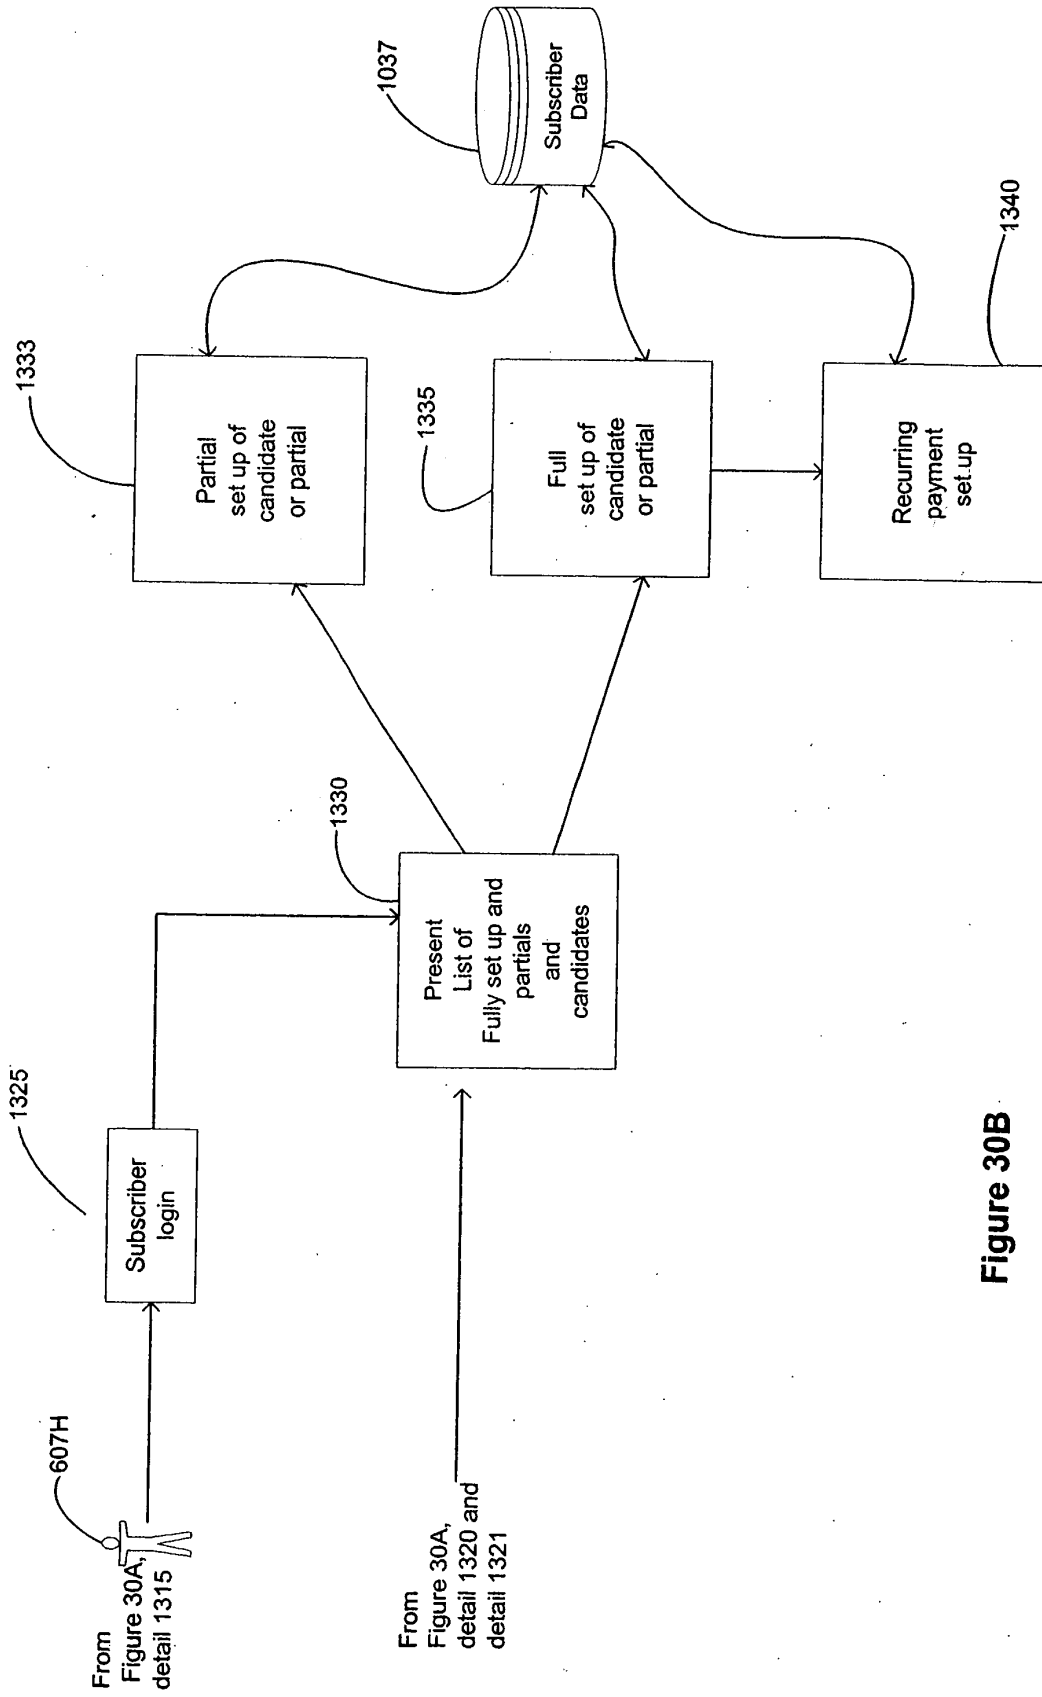 From
Figure 30A,
detail 1315
607H
Subscriber
login
1325
From
Figure 30A,
detail 1320 and
detail 1321
Present
List of
Fully set up and
partials
and
candidates
1330
Partial
set up of
candidate
or partial
1333
Full
set up of
candidate
or partial
1335
Recurring
payment
set up
1340
Subscriber
Data
1037
Figure 30B